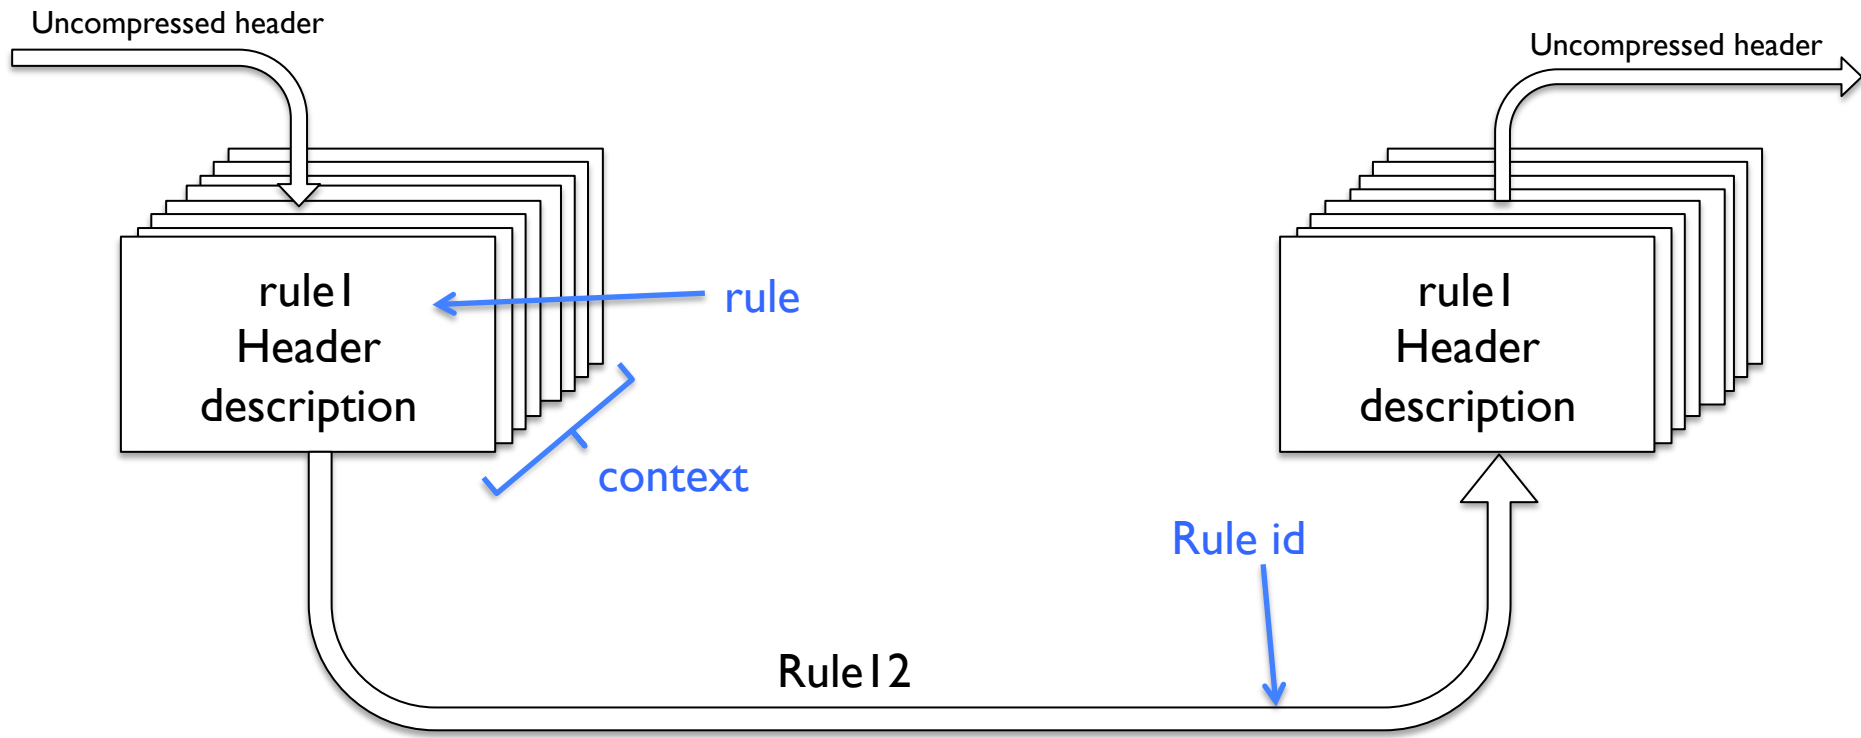 Uncompressed header
Uncompressed header
rule1
Header
description
rule
context
rule1
Header
description
Rule id
Rule12